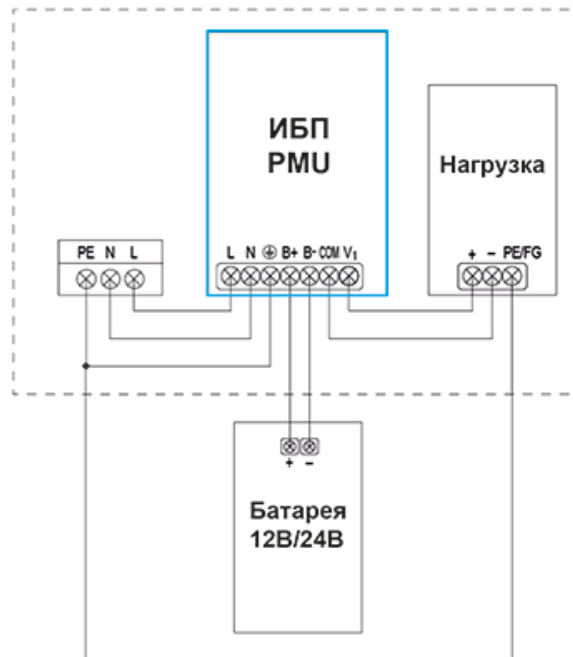 ИБП
PMU
Нагрузка
PE N L
L N B+ B- COM V1
+ - PE/FG
+ -
Батарея
12В/24В